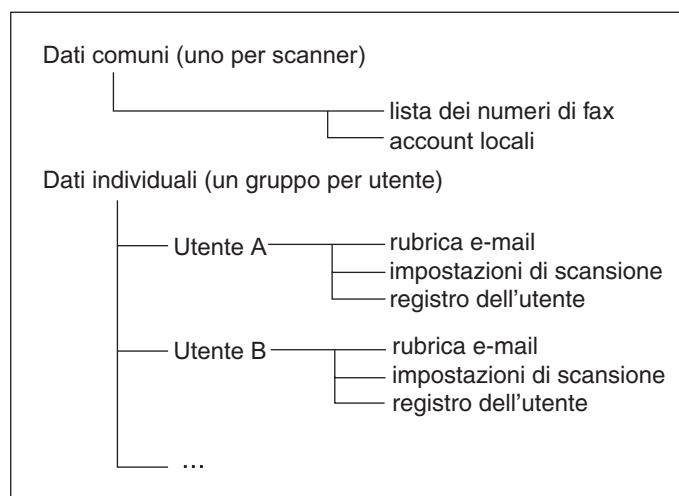 Dati comuni (uno per scanner)
lista dei numeri di fax
account locali
Dati individuali (un gruppo per utente)
Utente A
rubrica e-mail
impostazioni di scansione
registro dell'utente
Utente B
rubrica e-mail
impostazioni di scansione
registro dell'utente
...